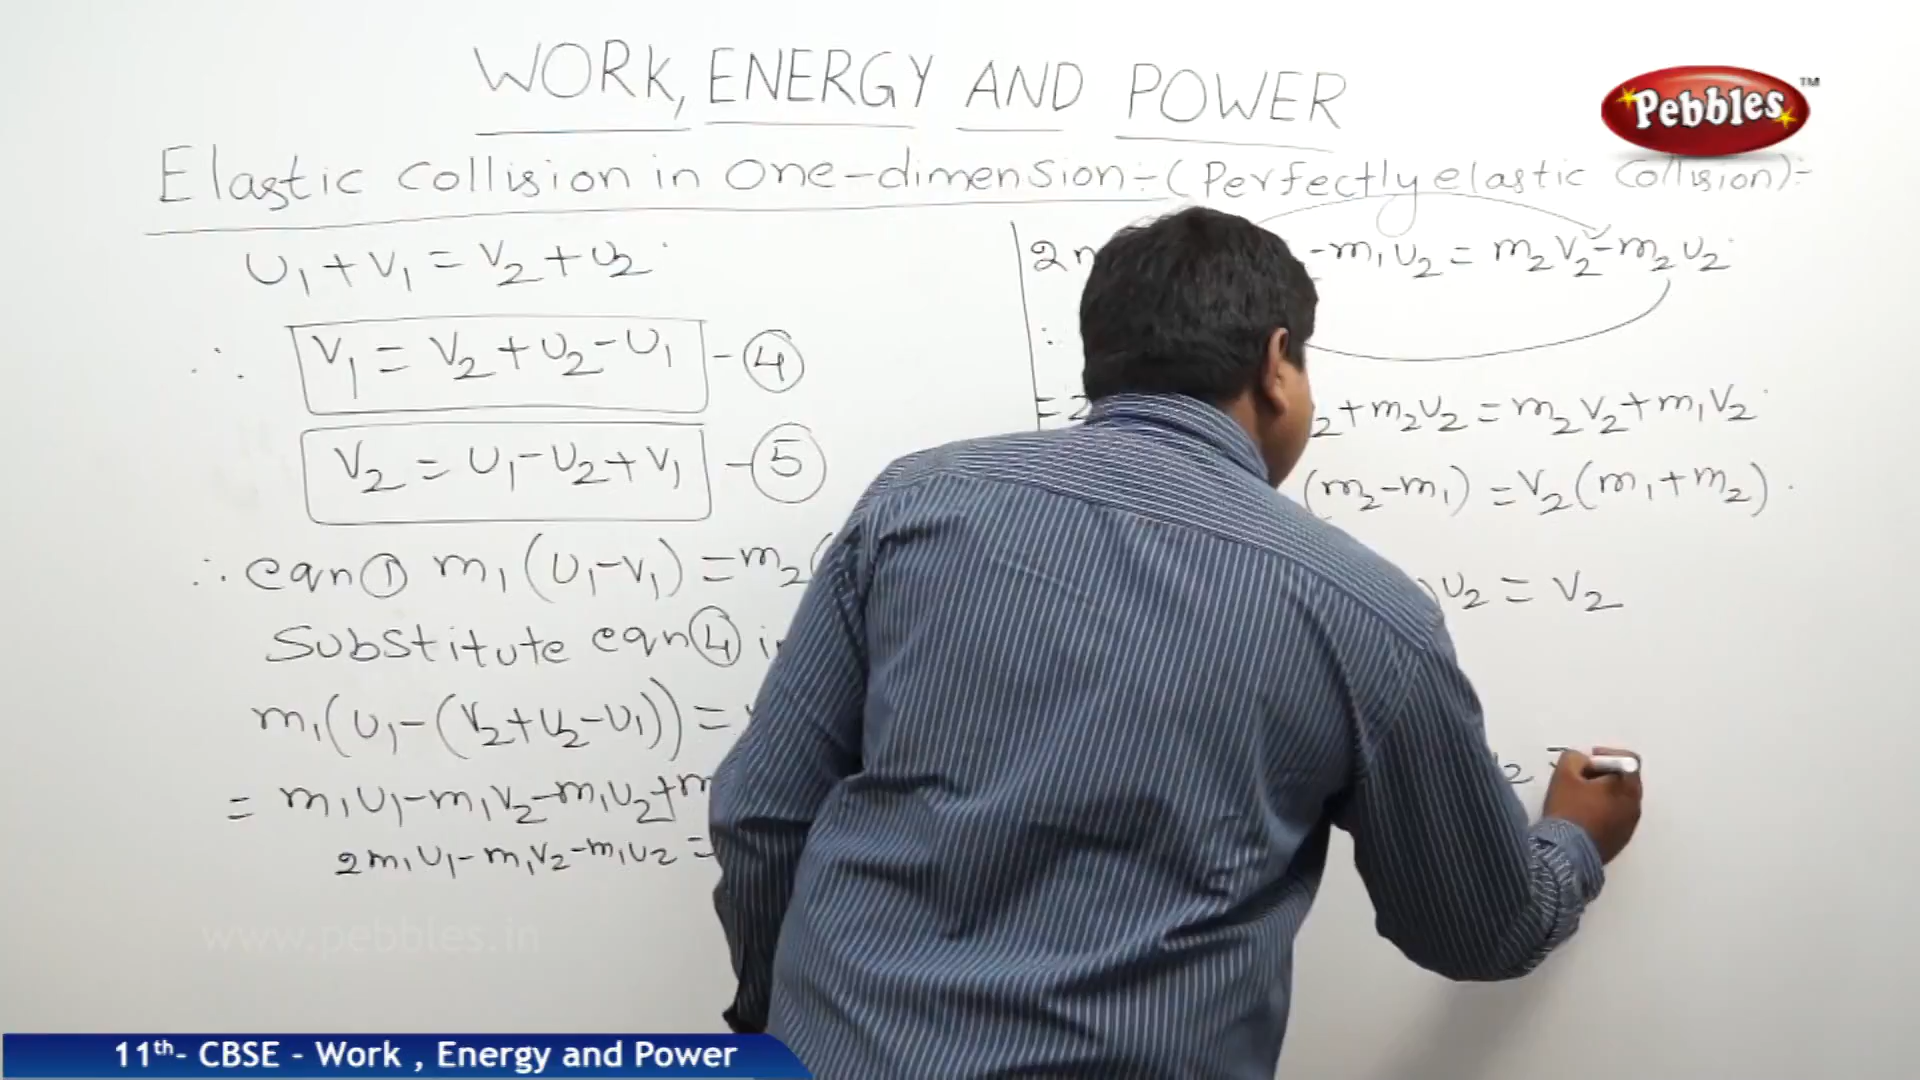 WORK, ENERGY AND POWER
Pebbles™
Elastic Collision in One-dimension:- (Perfectly elastic Collision):-
U₁ + V₁ = V₂ + U₂
∴ V₁ = V₂ + U₂ - U₁ - ④
V₂ = U₁ - U₂ + V₁ - ⑤
∴ eqn ① m₁ (U₁ - V₁) = m₂ (
Substitute eqn ④ i
m₁ (U₁ - (V₂ + U₂ - U₁)) =
= m₁U₁ - m₁V₂ - m₁U₂ + m
2m₁U₁ - m₁V₂ - m₁U₂ =
2m - m₁U₂ = m₂V₂ - m₂U₂
∴
= 2 ₂ + m₂U₂ = m₂V₂ + m₁V₂
(m₂ - m₁) = V₂ (m₁ + m₂)
U₂ = V₂
www.pebbles.in
11th- CBSE - Work , Energy and Power